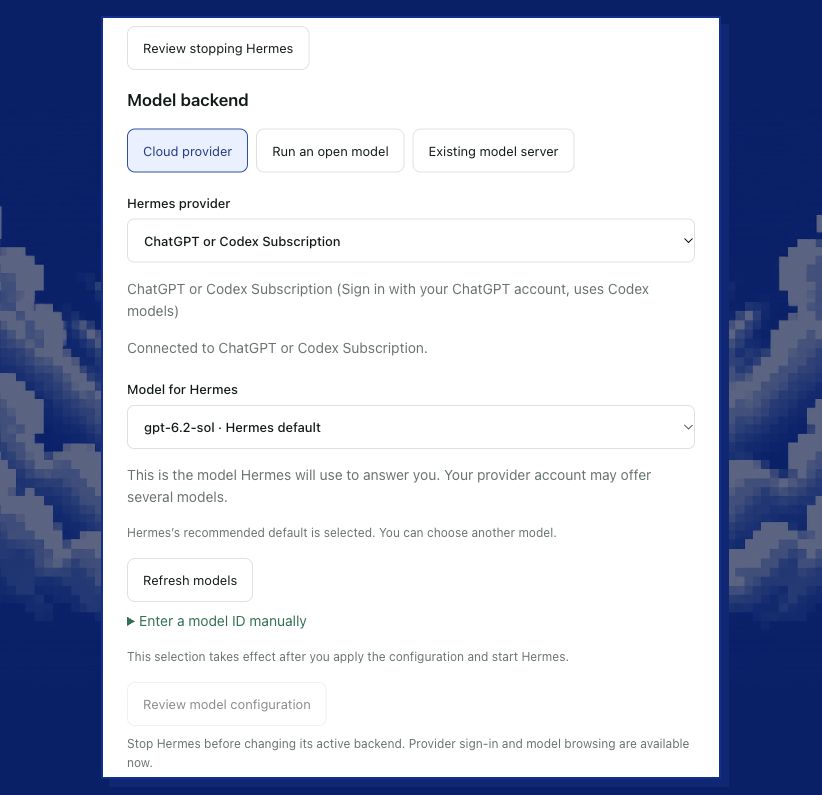 Review stopping Hermes
Model backend
Cloud provider
Run an open model
Existing model server
Hermes provider
ChatGPT or Codex Subscription
ChatGPT or Codex Subscription (Sign in with your ChatGPT account, uses Codex
models)
Connected to ChatGPT or Codex Subscription.
Model for Hermes
gpt-6.2-sol · Hermes default
This is the model Hermes will use to answer you. Your provider account may offer
several models.
Hermes's recommended default is selected. You can choose another model.
Refresh models
Enter a model ID manually
This selection takes effect after you apply the configuration and start Hermes.
Review model configuration
Stop Hermes before changing its active backend. Provider sign-in and model browsing are available
now.